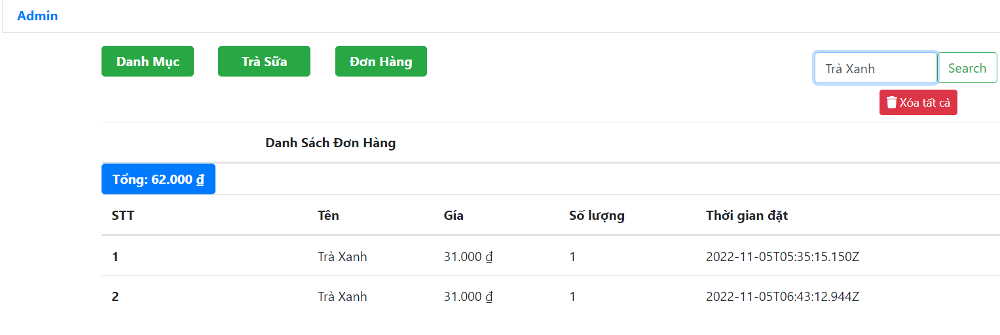 Admin
Danh Mục Trà Sữa Đơn Hàng Trà Xanh Search
Xóa tất cả
Danh Sách Đơn Hàng
Tổng: 62.000 ₫
STT Tên Gía Số lượng Thời gian đặt
1 Trà Xanh 31.000 ₫ 1 2022-11-05T05:35:15.150Z
2 Trà Xanh 31.000 ₫ 1 2022-11-05T06:43:12.944Z